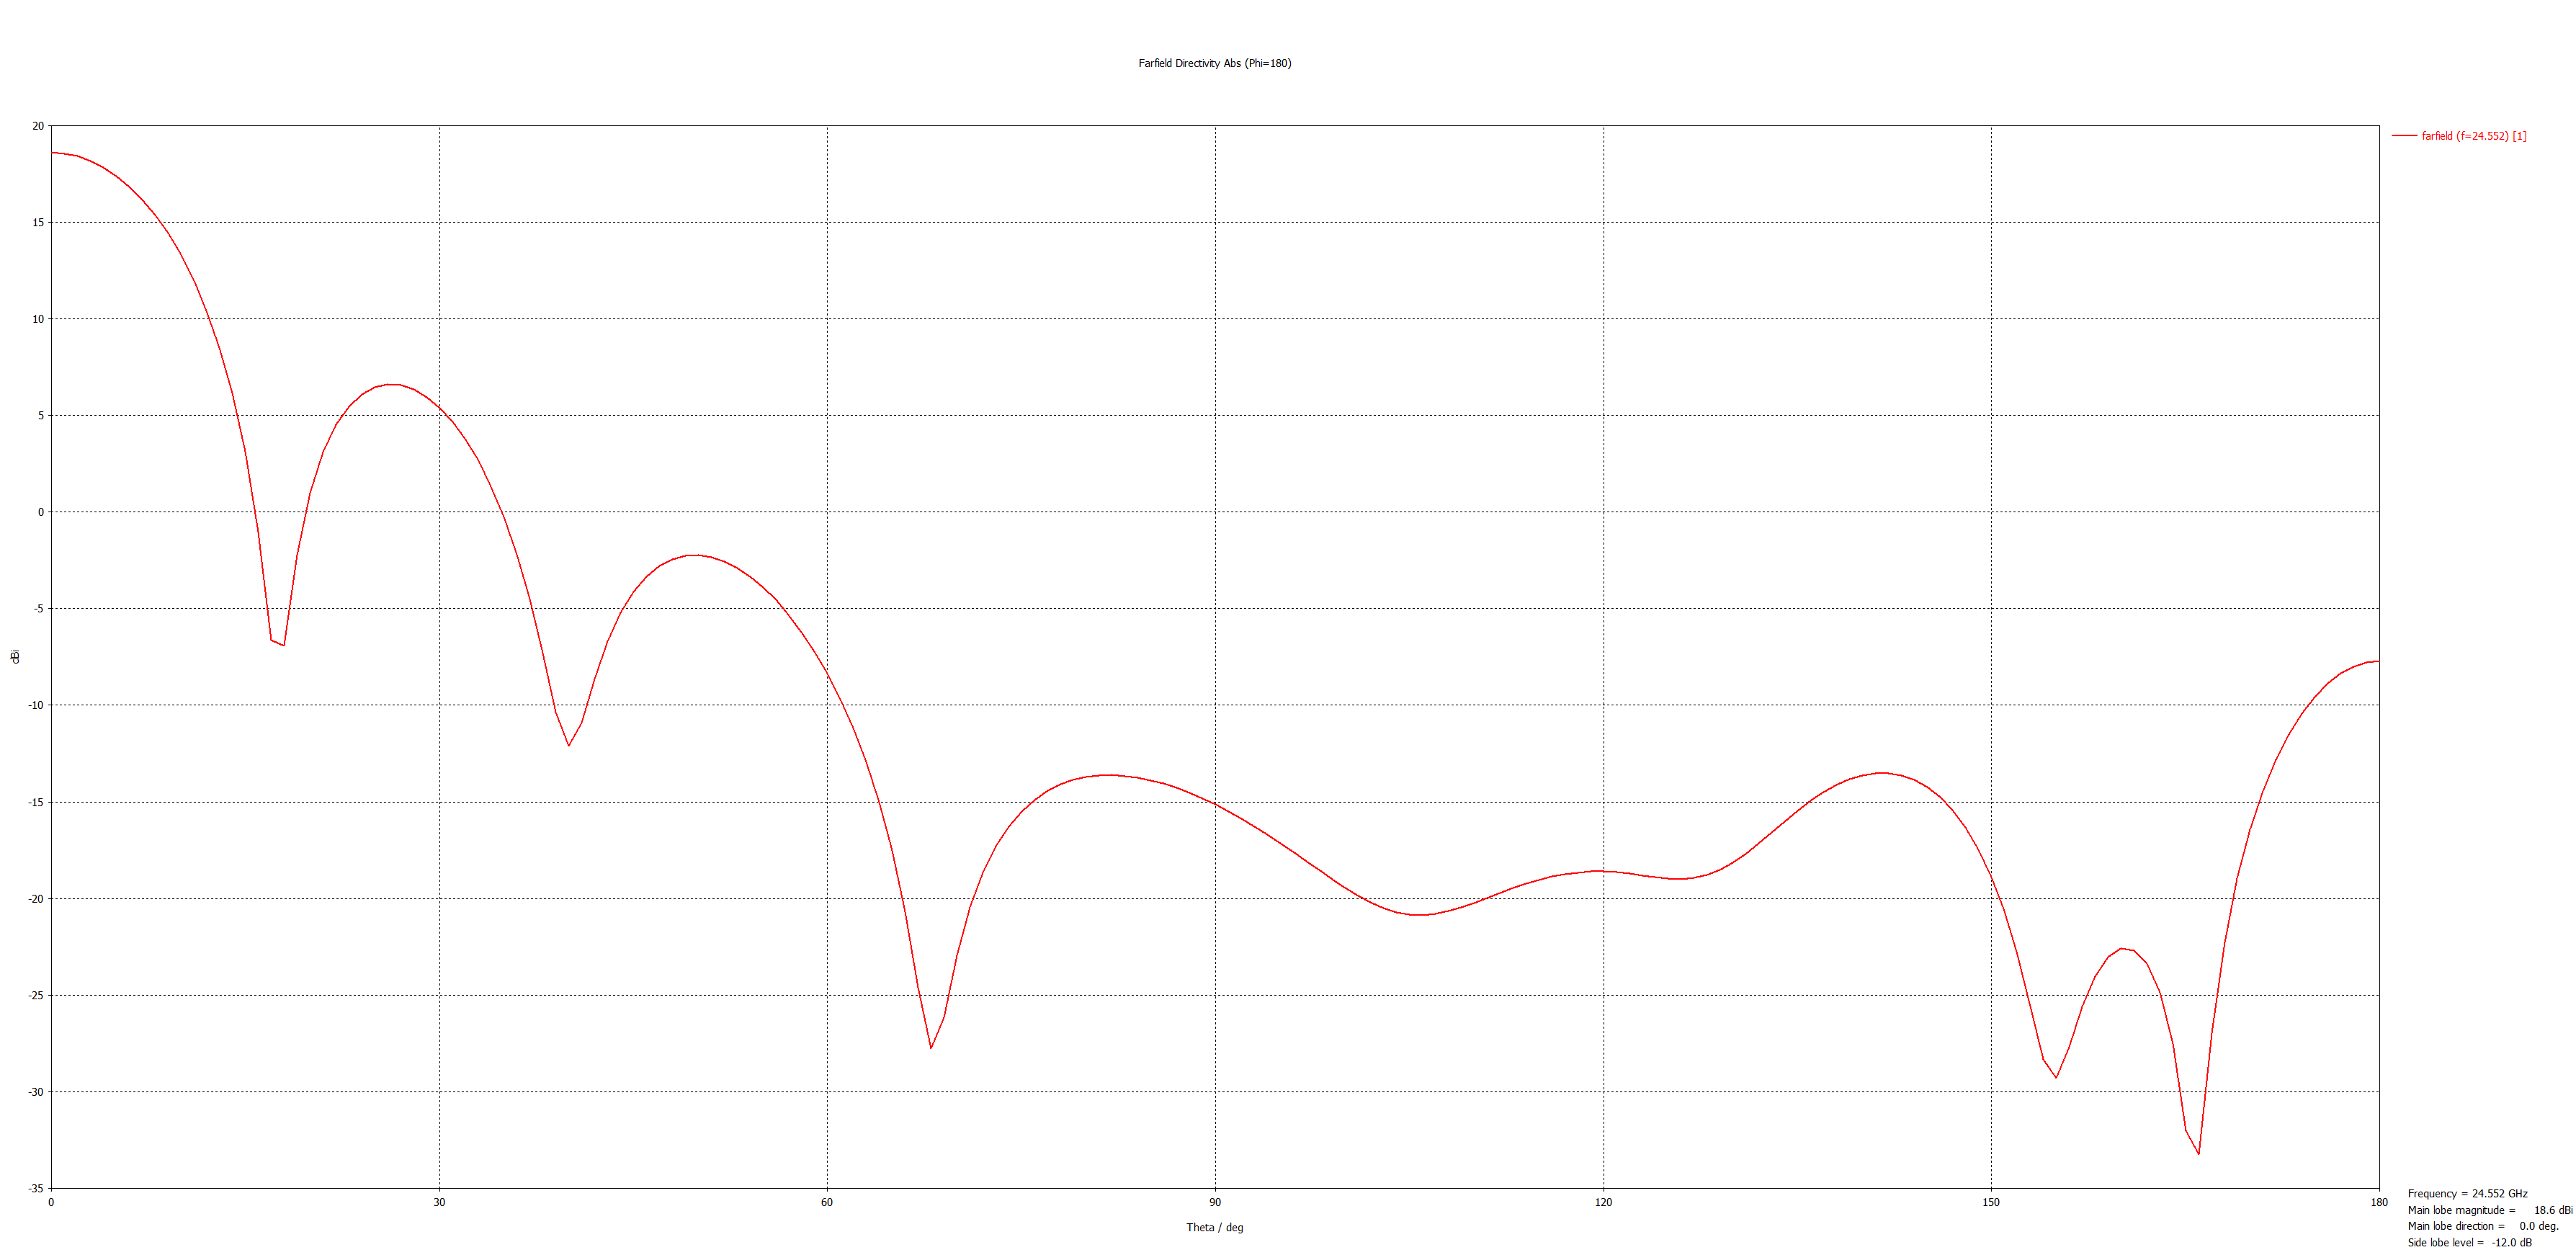 Farfield Directivity Abs (Phi=180)
farfield (f=24.552) [1]
20
15
10
5
0
-5
-10
-15
-20
-25
-30
-35
dBi
0 30 60 90 120 150 180
Theta / deg
Frequency = 24.552 GHz
Main lobe magnitude = 18.6 dBi
Main lobe direction = 0.0 deg.
Side lobe level = -12.0 dB